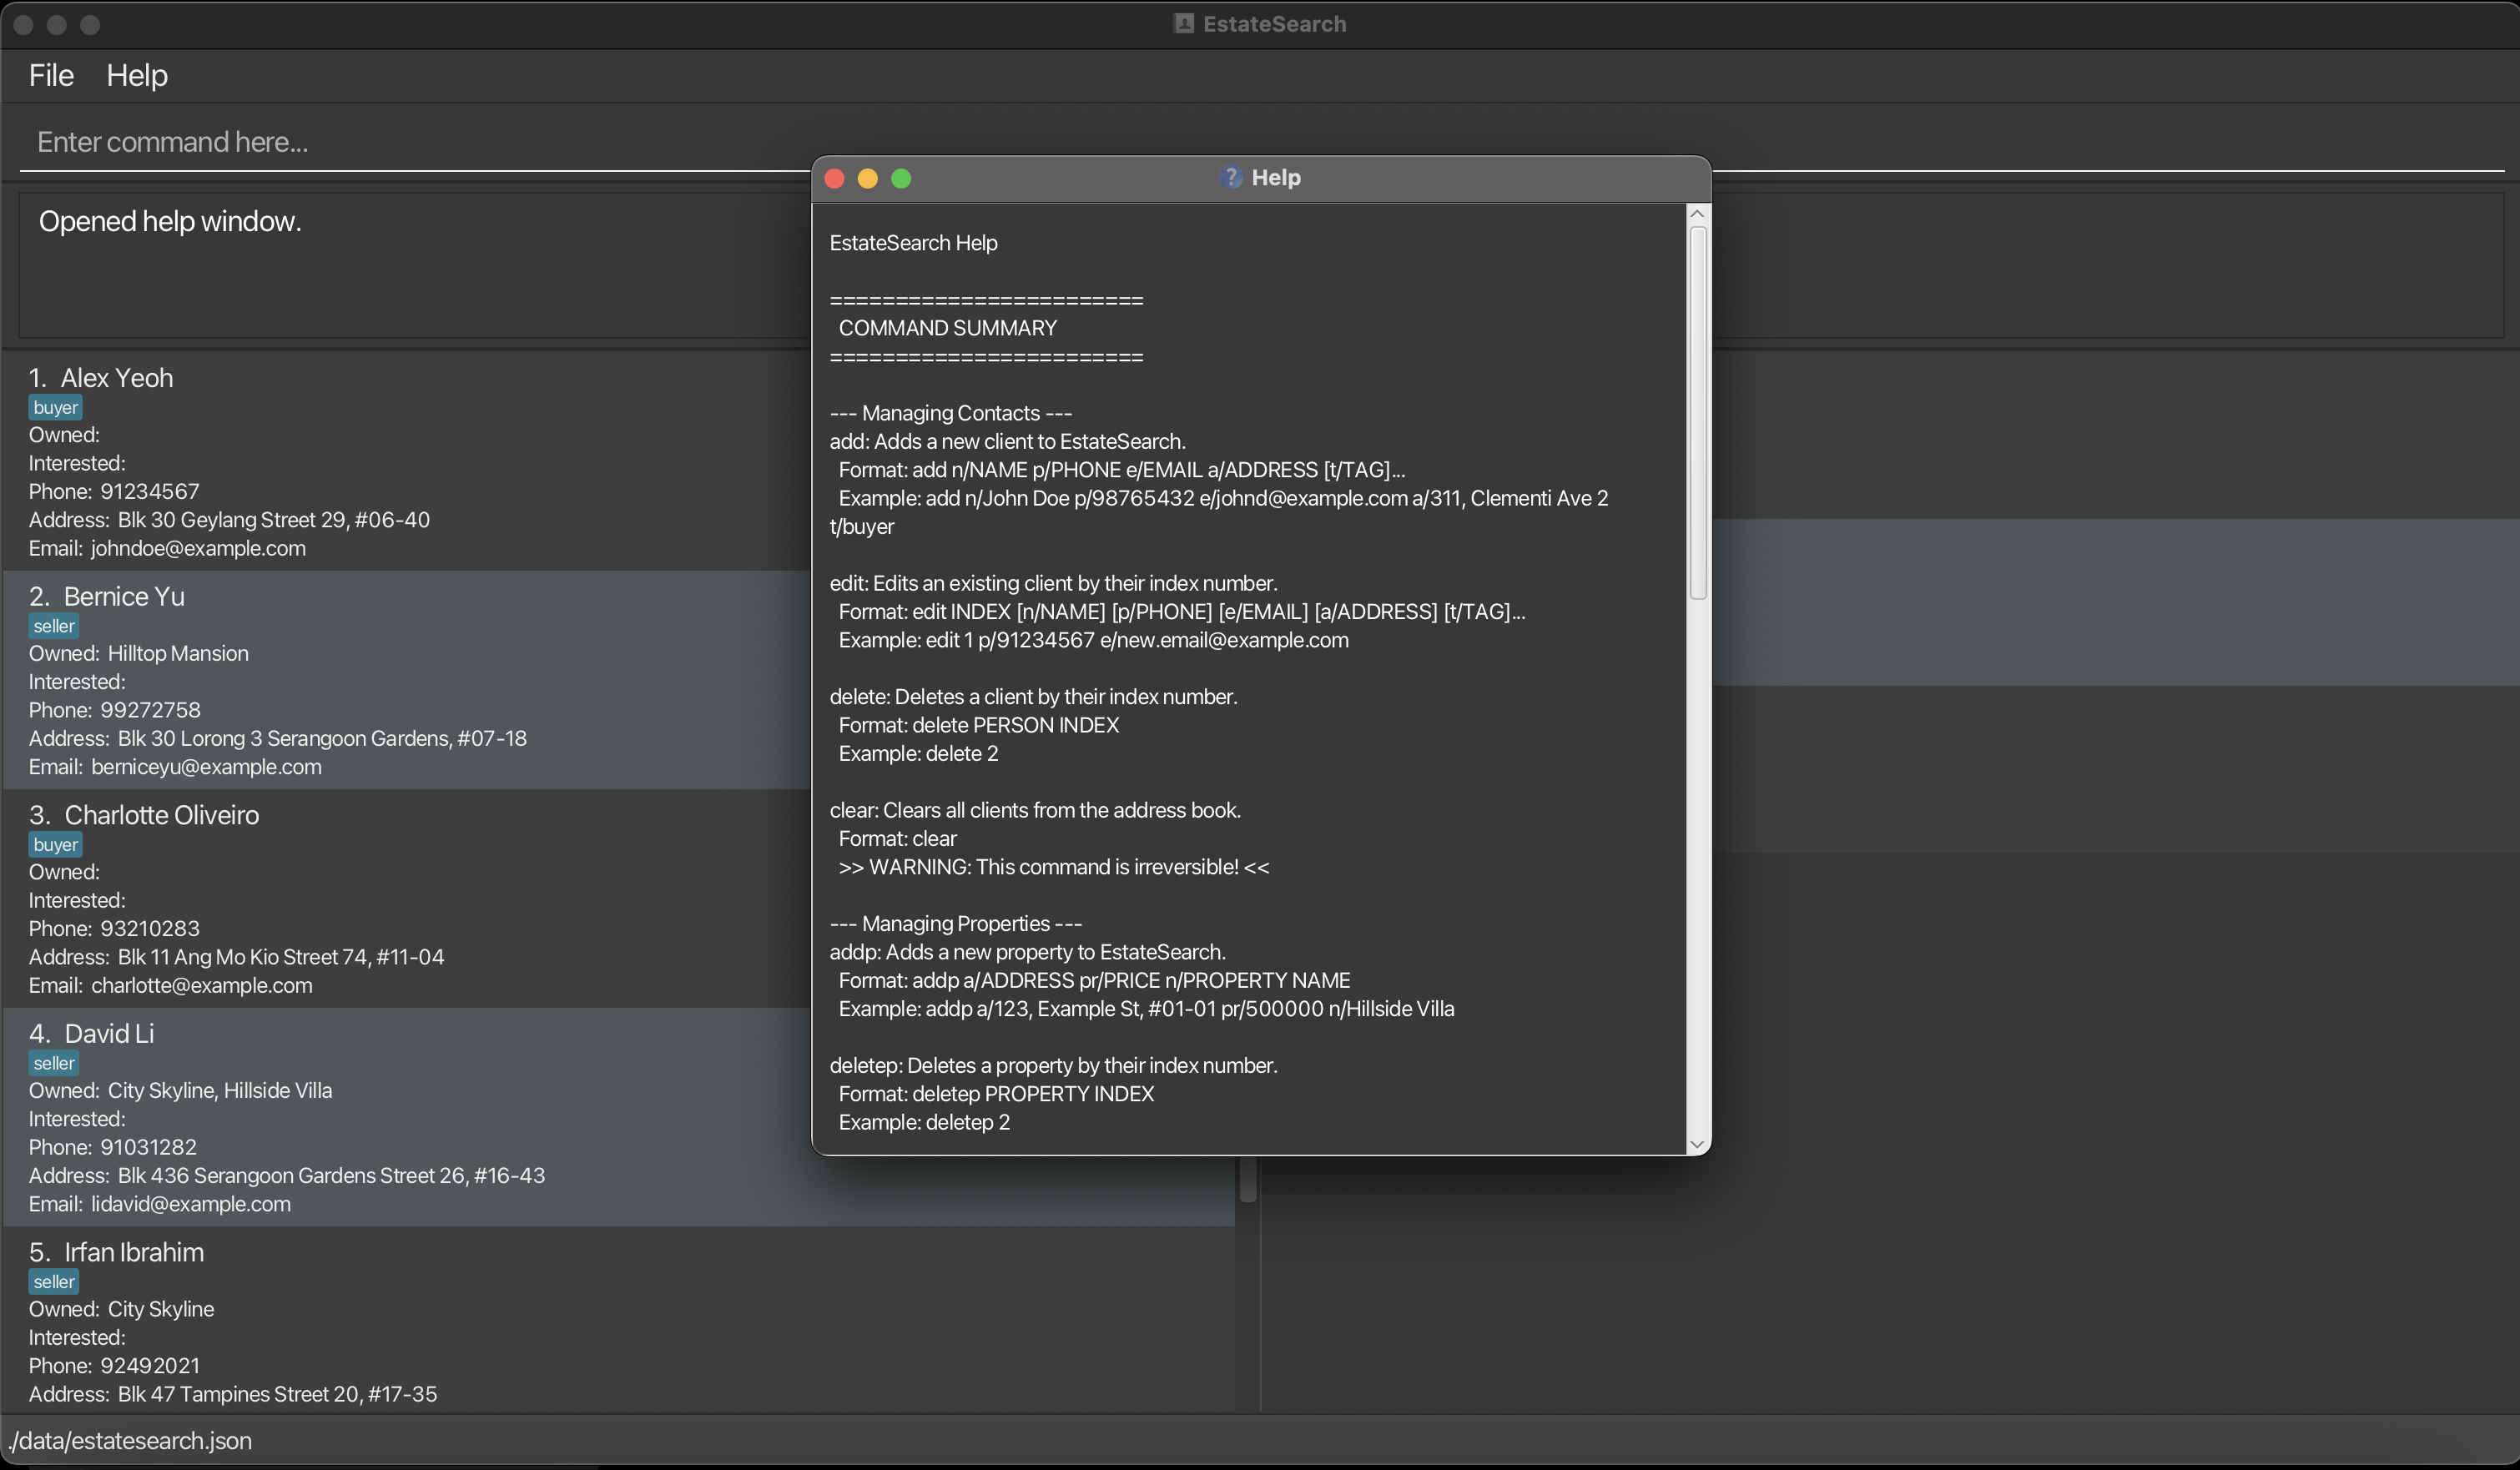 EstateSearch
File Help
Enter command here...
Opened help window.
1. Alex Yeoh
buyer
Owned:
Interested:
Phone: 91234567
Address: Blk 30 Geylang Street 29, #06-40
Email: johndoe@example.com
2. Bernice Yu
seller
Owned: Hilltop Mansion
Interested:
Phone: 99272758
Address: Blk 30 Lorong 3 Serangoon Gardens, #07-18
Email: berniceyu@example.com
3. Charlotte Oliveiro
buyer
Owned:
Interested:
Phone: 93210283
Address: Blk 11 Ang Mo Kio Street 74, #11-04
Email: charlotte@example.com
4. David Li
seller
Owned: City Skyline, Hillside Villa
Interested:
Phone: 91031282
Address: Blk 436 Serangoon Gardens Street 26, #16-43
Email: lidavid@example.com
5. Irfan Ibrahim
seller
Owned: City Skyline
Interested:
Phone: 92492021
Address: Blk 47 Tampines Street 20, #17-35
./data/estatesearch.json
Help
EstateSearch Help
========================
COMMAND SUMMARY
========================
--- Managing Contacts ---
add: Adds a new client to EstateSearch.
Format: add n/NAME p/PHONE e/EMAIL a/ADDRESS [t/TAG]...
Example: add n/John Doe p/98765432 e/johnd@example.com a/311, Clementi Ave 2
t/buyer
edit: Edits an existing client by their index number.
Format: edit INDEX [n/NAME] [p/PHONE] [e/EMAIL] [a/ADDRESS] [t/TAG]...
Example: edit 1 p/91234567 e/new.email@example.com
delete: Deletes a client by their index number.
Format: delete PERSON INDEX
Example: delete 2
clear: Clears all clients from the address book.
Format: clear
>> WARNING: This command is irreversible! <<
--- Managing Properties ---
addp: Adds a new property to EstateSearch.
Format: addp a/ADDRESS pr/PRICE n/PROPERTY NAME
Example: addp a/123, Example St, #01-01 pr/500000 n/Hillside Villa
deletep: Deletes a property by their index number.
Format: deletep PROPERTY INDEX
Example: deletep 2